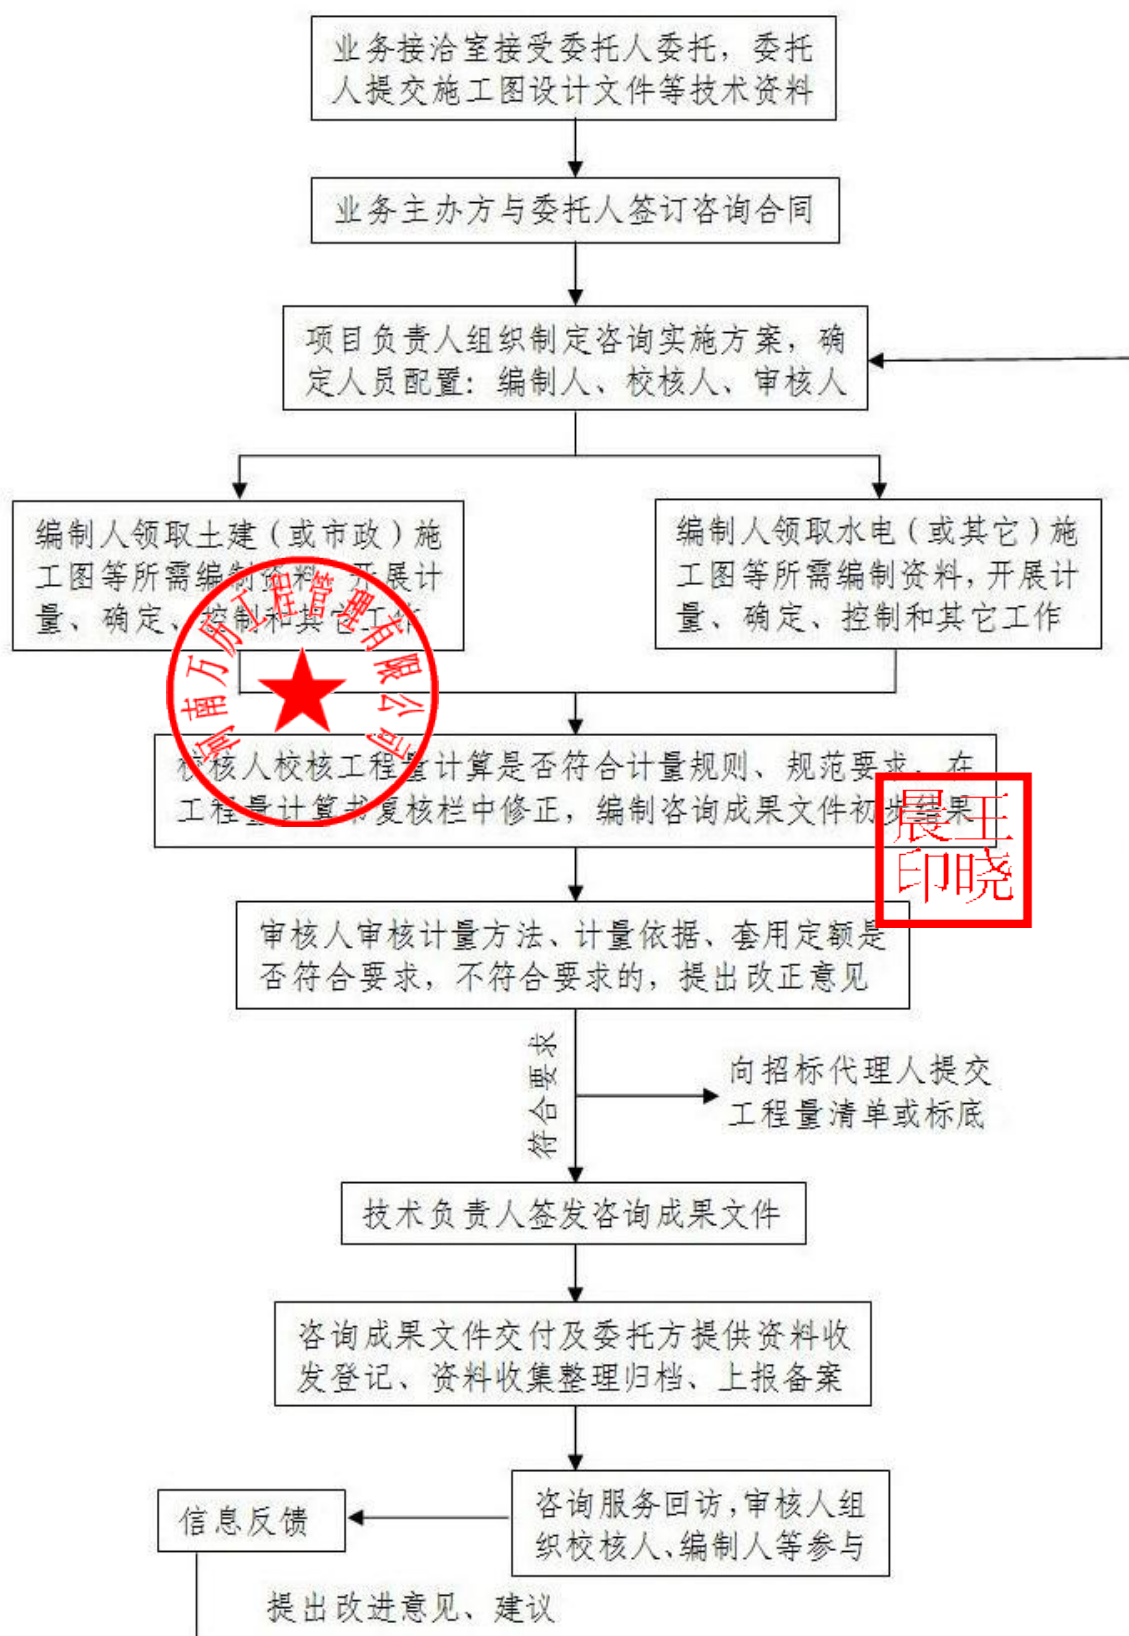 业务接洽室接受委托人委托，委托
人提交施工图设计文件等技术资料
业务主办方与委托人签订咨询合同
项目负责人组织制定咨询实施方案，确
定人员配置：编制人、校核人、审核人
编制人领取土建（或市政）施
工图等所需编制资料，开展计
量、确定、控制和其它工作
编制人领取水电（或其它）施
工图等所需编制资料，开展计
量、确定、控制和其它工作
河南万历工程管理有限公司
校核人校核工程量计算是否符合计量规则、规范要求，在
工程量计算书复核栏中修正，编制咨询成果文件初步结果
王晓晨印
审核人审核计量方法、计量依据、套用定额是
否符合要求，不符合要求的，提出改正意见
符合要求
向招标代理人提交
工程量清单或标底
技术负责人签发咨询成果文件
咨询成果文件交付及委托方提供资料收
发登记、资料收集整理归档、上报备案
咨询服务回访，审核人组
织校核人、编制人等参与
信息反馈
提出改进意见、建议